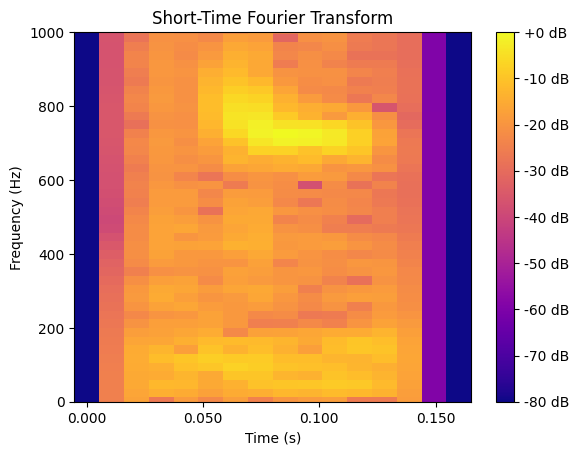 Short-Time Fourier Transform
1000
800
600
400
200
0
Frequency (Hz)
0.000
0.050
0.100
0.150
Time (s)
+0 dB
-10 dB
-20 dB
-30 dB
-40 dB
-50 dB
-60 dB
-70 dB
-80 dB